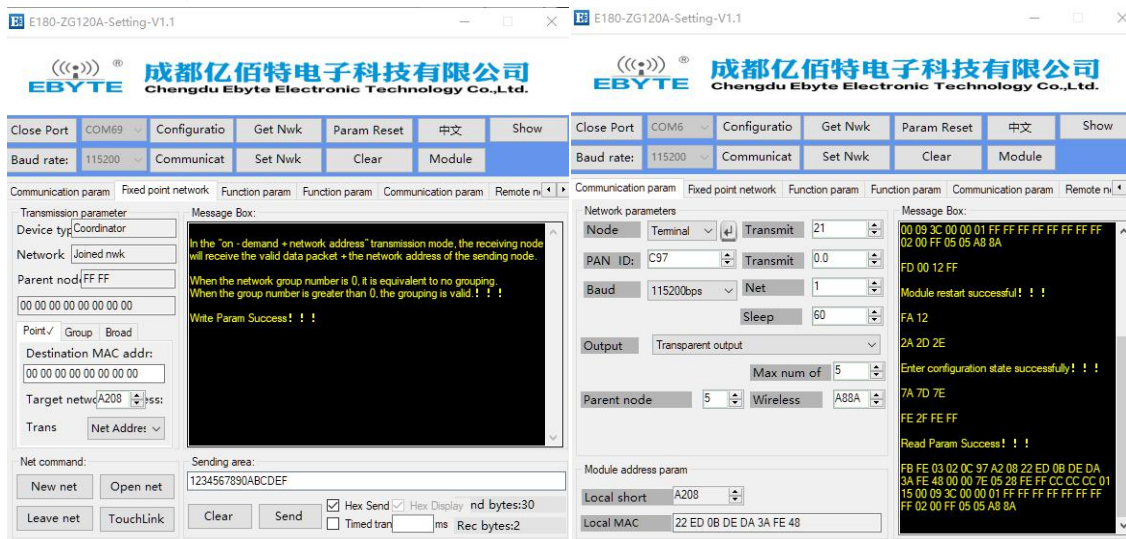 E180-ZG120A-Setting-V1.1
EBYTE ®
成都亿佰特电子科技有限公司
Chengdu Ebyte Electronic Technology Co.,Ltd.
Close Port COM69 Configuratio Get Nwk Param Reset 中文 Show
Baud rate: 115200 Communicat Set Nwk Clear Module
Communication param Fixed point network Function param Function param Communication param Remote n
Transmission parameter
Device typ Coordinator
Network Joined nwk
Parent nod FF FF
00 00 00 00 00 00 00 00
Point✓ Group Broad
Destination MAC addr:
00 00 00 00 00 00 00 00
Target netwo A208 ess:
Trans Net Addres
Message Box:
In the "on - demand + network address" transmission mode, the receiving node
will receive the valid data packet + the network address of the sending node.
When the network group number is 0, it is equivalent to no grouping.
When the group number is greater than 0, the grouping is valid.! ! !
Write Param Success! ! !
Net command:
New net Open net
Leave net TouchLink
Sending area:
1234567890ABCDEF
Clear Send Hex Send Hex Display nd bytes:30
Timed tran ms Rec bytes:2
E180-ZG120A-Setting-V1.1
EBYTE ®
成都亿佰特电子科技有限公司
Chengdu Ebyte Electronic Technology Co.,Ltd.
Close Port COM6 Configuratio Get Nwk Param Reset 中文 Show
Baud rate: 115200 Communicat Set Nwk Clear Module
Communication param Fixed point network Function param Function param Communication param Remote n
Network parameters
Node Teminal Transmit 21
PAN ID: C97 Transmit 0.0
Baud 115200bps Net 1
Sleep 60
Output Transparent output
Max num of 5
Parent node 5 Wireless A88A
Module address param
Local short A208
Local MAC 22 ED 0B DE DA 3A FE 48
Message Box:
00 09 3C 00 00 01 FF FF FF FF FF FF FF FF
02 00 FF 05 05 A8 8A
FD 00 12 FF
Module restart successful! ! !
FA 12
2A 2D 2E
Enter configuration state successfully! ! !
7A 7D 7E
FE 2F FE FF
Read Param Success! ! !
FB FE 03 02 0C 97 A2 08 22 ED 0B DE DA
3A FE 48 00 00 7E 05 28 FE FF CC CC CC 01
15 00 09 3C 00 00 01 FF FF FF FF FF FF FF
FF 02 00 FF 05 05 A8 8A